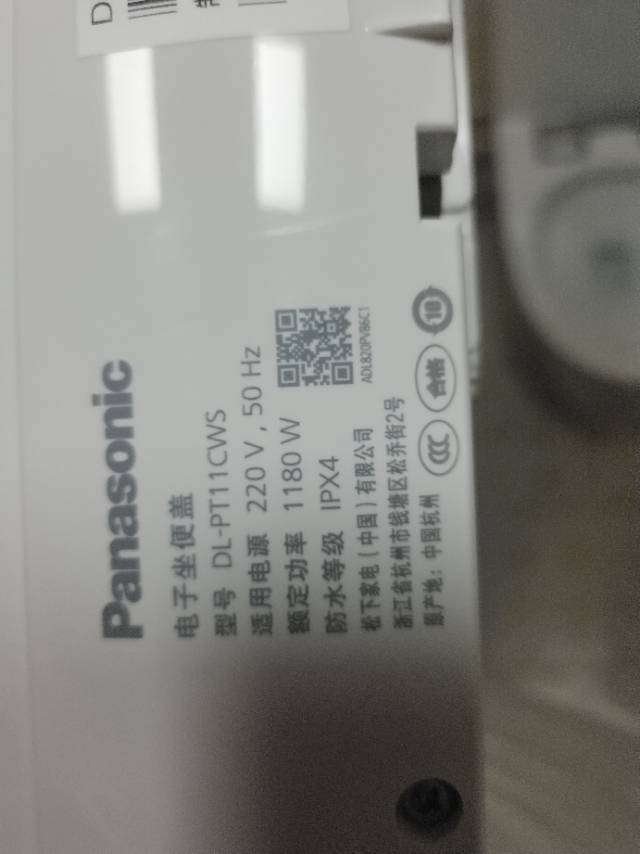 Panasonic
电子坐便盖
型号 DL-PT11CWS
适用电源 220 V , 50 Hz
额定功率 1180 W
防水等级 IPX4
ADL820PVB6C1
松下家电(中国)有限公司
浙江省杭州市钱塘区松乔街2号
原产地: 中国杭州
CCC
合格
10
D